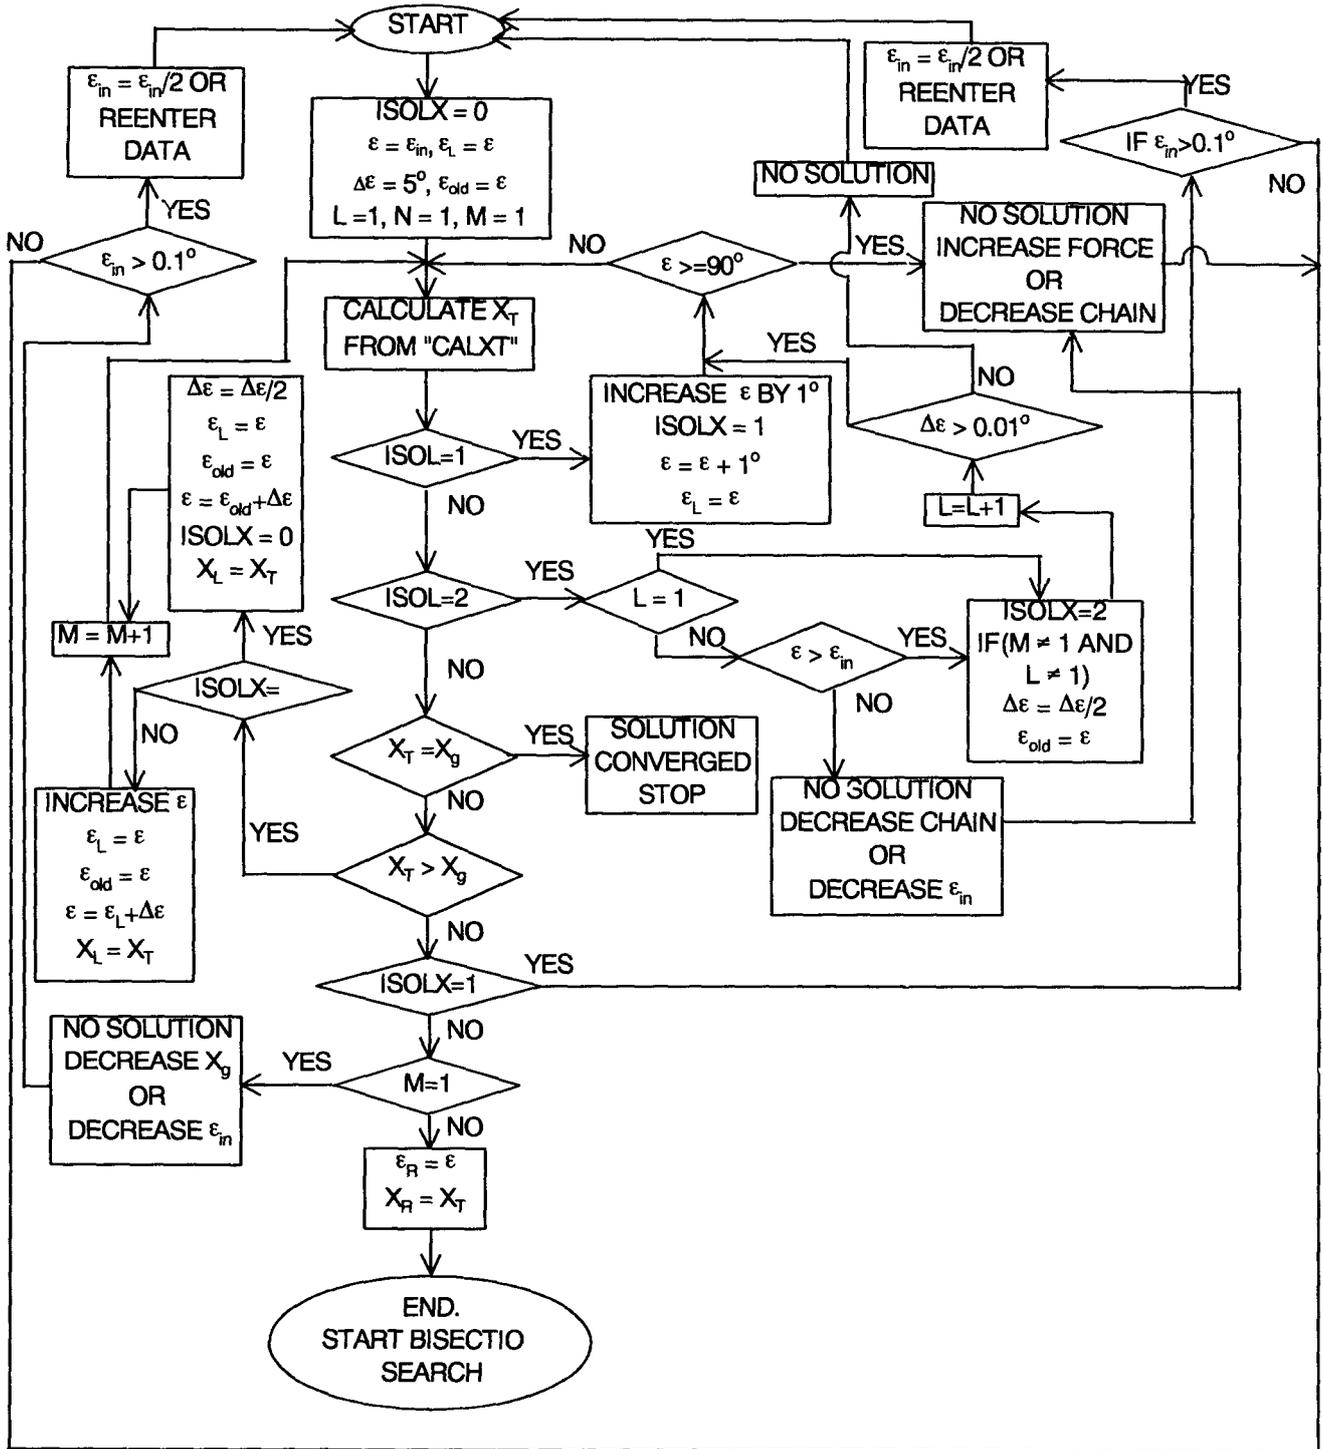 START
ε_in = ε_in/2 OR
REENTER
DATA
YES
NO
ε_in > 0.1°
ISOLX = 0
ε = ε_in, ε_L = ε
Δε = 5°, ε_old = ε
L =1, N = 1, M = 1
ε_in = ε_in/2 OR
REENTER
DATA
YES
IF ε_in>0.1°
NO
NO SOLUTION
NO
ε >=90°
YES
NO SOLUTION
INCREASE FORCE
OR
DECREASE CHAIN
CALCULATE X_T
FROM "CALXT"
YES
NO
Δε > 0.01°
L=L+1
ISOL=1
YES
NO
INCREASE ε BY 1°
ISOLX = 1
ε = ε + 1°
ε_L = ε
Δε = Δε/2
ε_L = ε
ε_old = ε
ε = ε_old+Δε
ISOLX = 0
X_L = X_T
M = M+1
YES
ISOLX=
NO
ISOL=2
YES
NO
L = 1
YES
NO
ε > ε_in
YES
NO
ISOLX=2
IF(M ≠ 1 AND
L ≠ 1)
Δε = Δε/2
ε_old = ε
X_T =X_g
YES
NO
SOLUTION
CONVERGED
STOP
NO SOLUTION
DECREASE CHAIN
OR
DECREASE ε_in
INCREASE ε
ε_L = ε
ε_old = ε
ε = ε_L+Δε
X_L = X_T
YES
X_T > X_g
NO
ISOLX=1
YES
NO
NO SOLUTION
DECREASE X_g
OR
DECREASE ε_in
YES
M=1
NO
ε_R = ε
X_R = X_T
END.
START BISECTIO
SEARCH